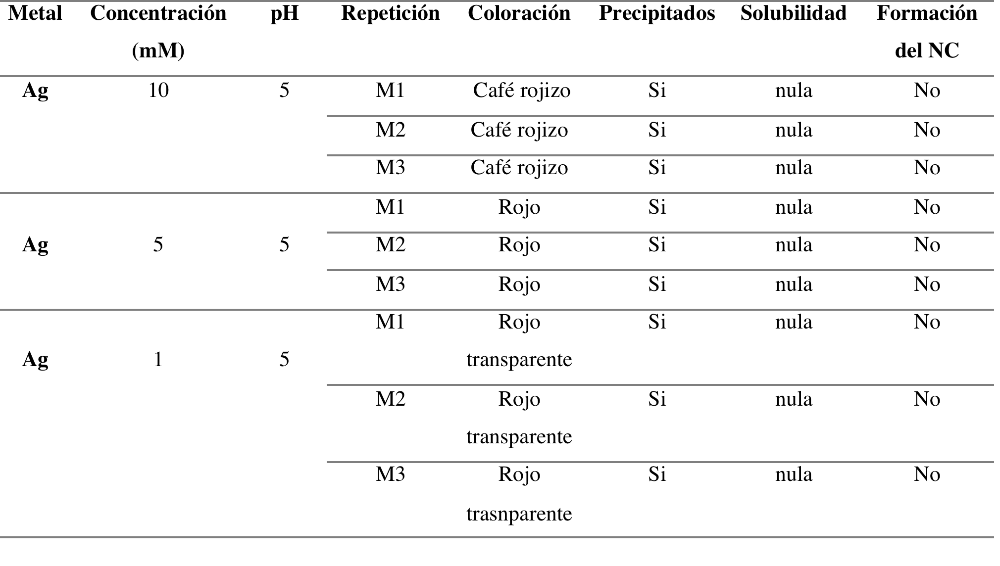 Metal Concentración pH Repetición Coloración Precipitados Solubilidad Formación
(mM) del NC
Ag 10 5 M1 Café rojizo Si nula No
M2 Café rojizo Si nula No
M3 Café rojizo Si nula No
M1 Rojo Si nula No
Ag 5 5 M2 Rojo Si nula No
M3 Rojo Si nula No
M1 Rojo Si nula No
Ag 1 5 transparente
M2 Rojo Si nula No
transparente
M3 Rojo Si nula No
trasnparente